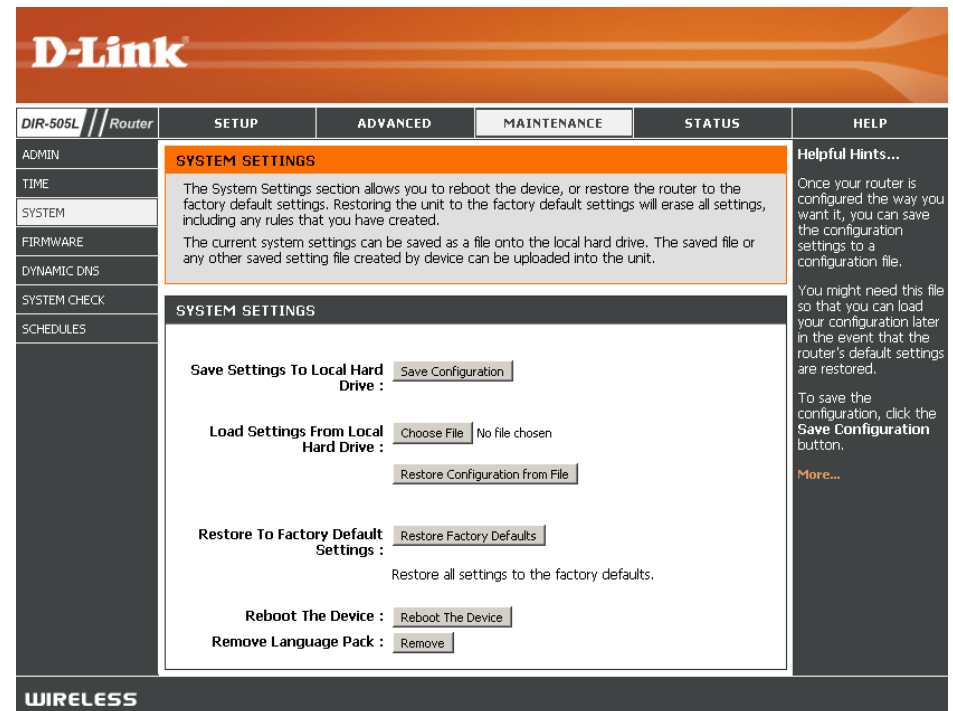 D-Link®
DIR-505L // Router
SETUP
ADVANCED
MAINTENANCE
STATUS
HELP
ADMIN
TIME
SYSTEM
FIRMWARE
DYNAMIC DNS
SYSTEM CHECK
SCHEDULES
SYSTEM SETTINGS
The System Settings section allows you to reboot the device, or restore the router to the
factory default settings. Restoring the unit to the factory default settings will erase all settings,
including any rules that you have created.
The current system settings can be saved as a file onto the local hard drive. The saved file or
any other saved setting file created by device can be uploaded into the unit.
SYSTEM SETTINGS
Save Settings To Local Hard
Drive :
Save Configuration
Load Settings From Local
Hard Drive :
Choose File No file chosen
Restore Configuration from File
Restore To Factory Default
Settings :
Restore Factory Defaults
Restore all settings to the factory defaults.
Reboot The Device : Reboot The Device
Remove Language Pack : Remove
Helpful Hints...
Once your router is
configured the way you
want it, you can save
the configuration
settings to a
configuration file.
You might need this file
so that you can load
your configuration later
in the event that the
router's default settings
are restored.
To save the
configuration, click the
Save Configuration
button.
More...
WIRELESS